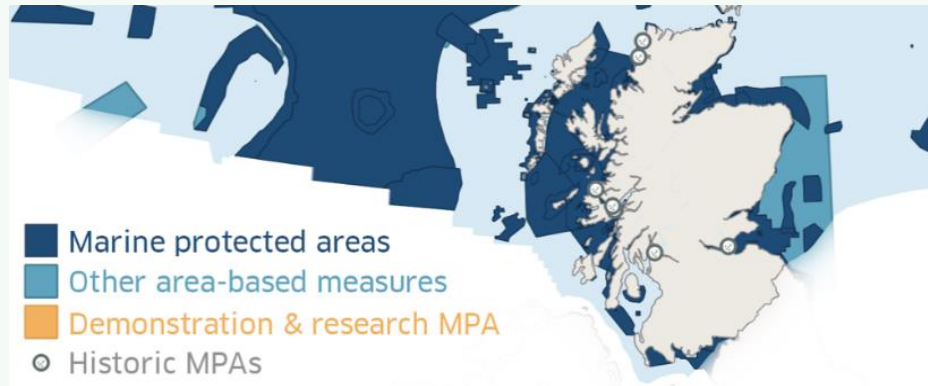 Marine protected areas
Other area-based measures
Demonstration & research MPA
Historic MPAs